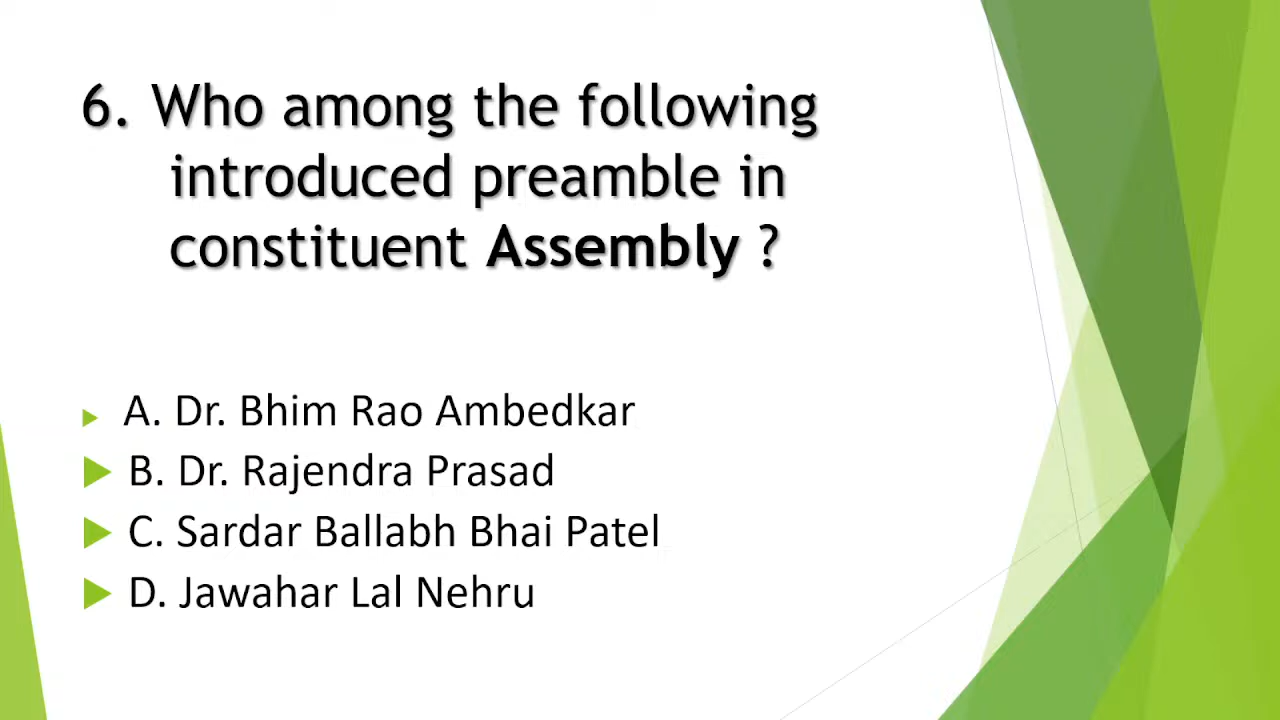 6. Who among the following
introduced preamble in
constituent Assembly ?
A. Dr. Bhim Rao Ambedkar
B. Dr. Rajendra Prasad
C. Sardar Ballabh Bhai Patel
D. Jawahar Lal Nehru